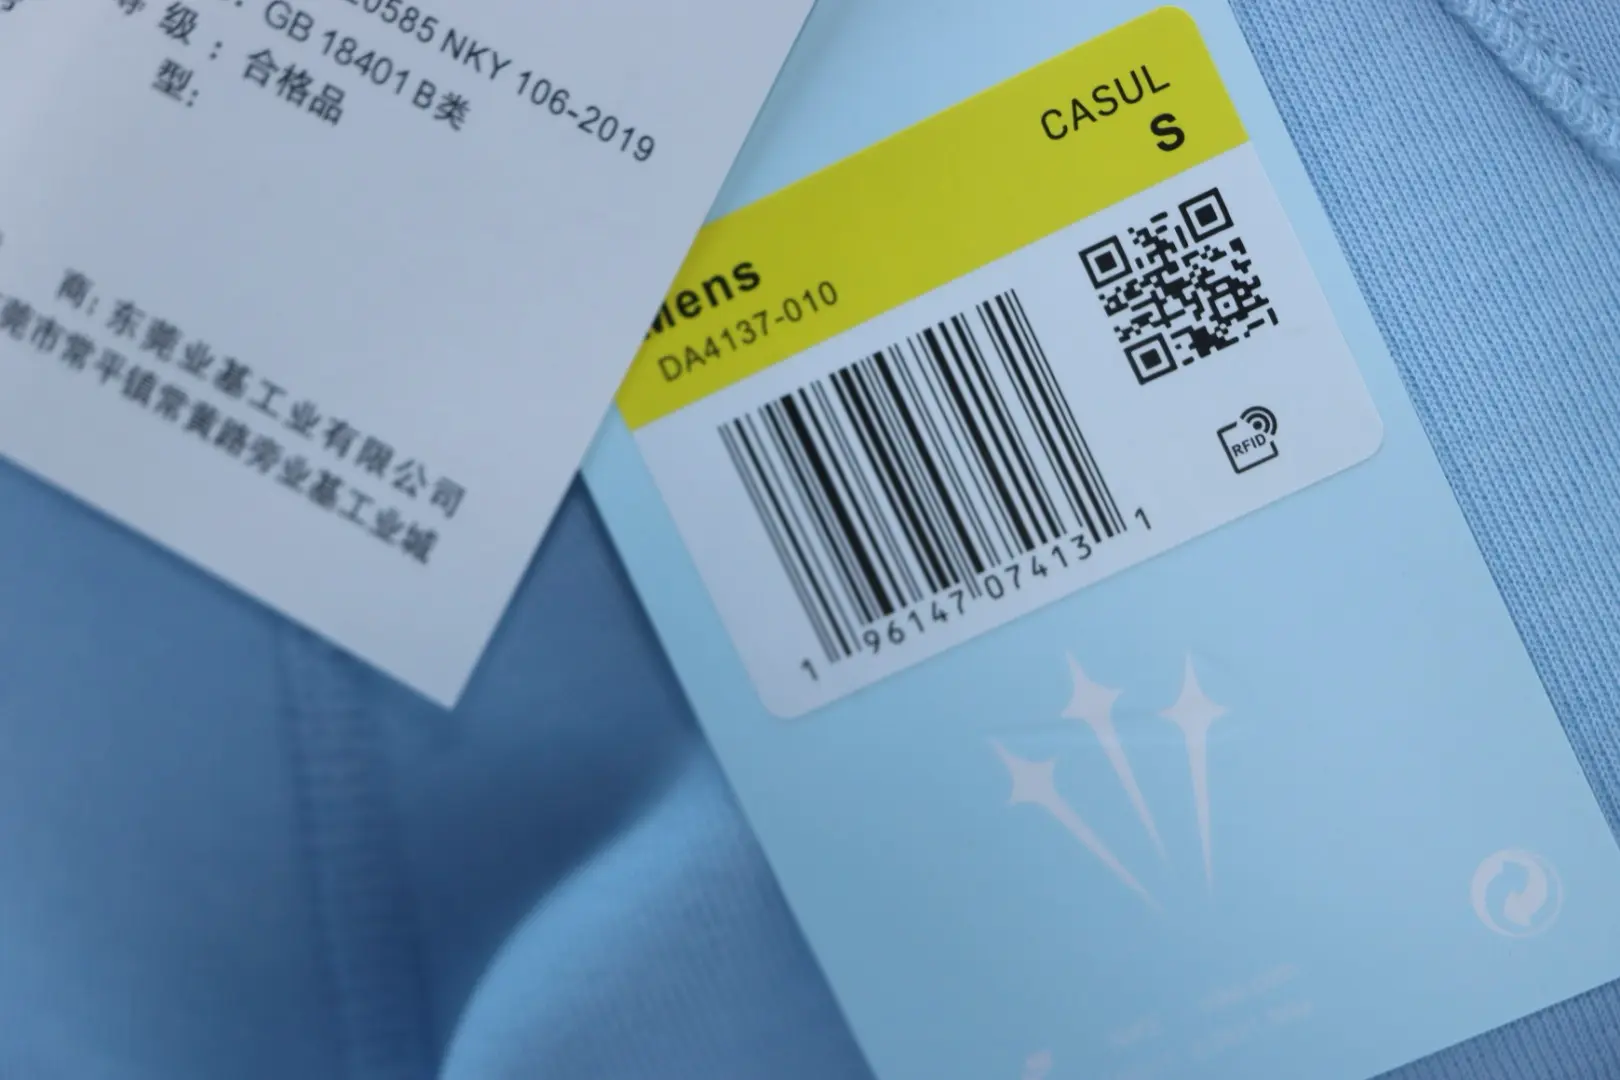 0585 NKY 106-2019
GB 18401 B类
级：合格品
型:
商: 东莞业基工业有限公司
莞市常平镇常黄路旁业基工业城
CASUL
S
Mens
DA4137-010
RFID
1 96147 07413 1